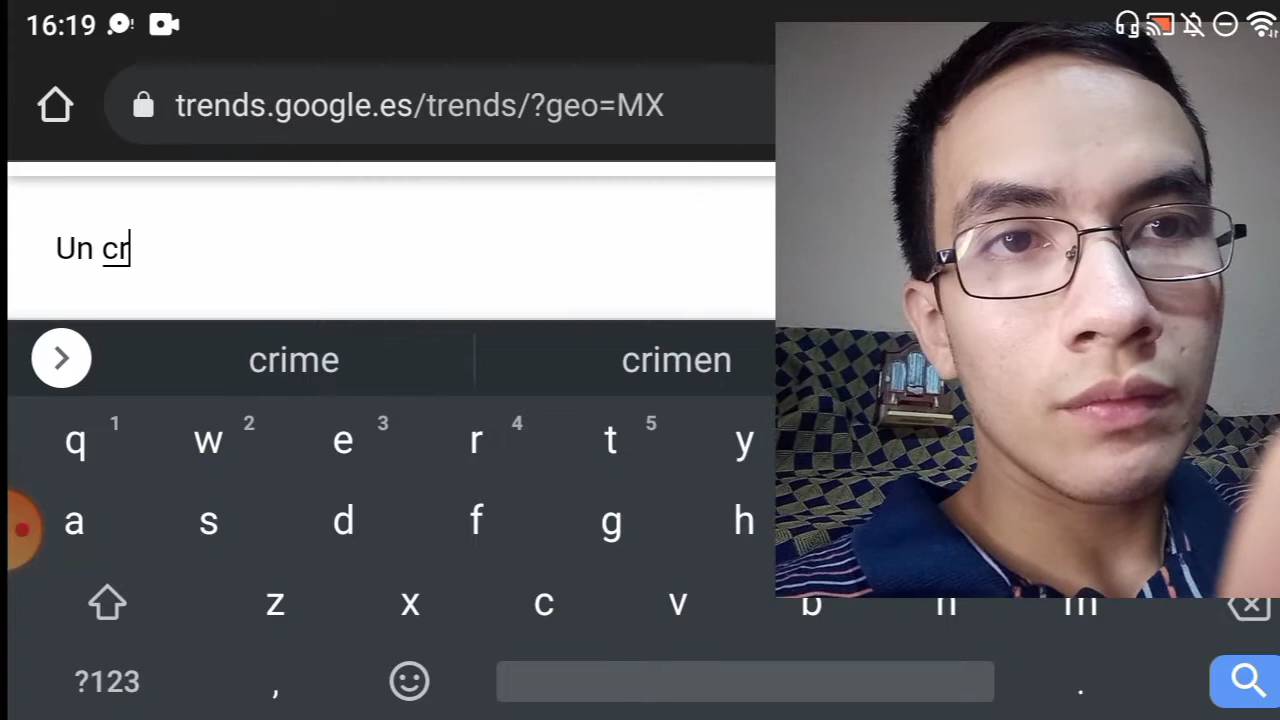 16:19
trends.google.es/trends/?geo=MX
Un cr
crime crimen
1 2 3 4 5
q w e r t y
a s d f g h
z x c v b n m
?123 , .